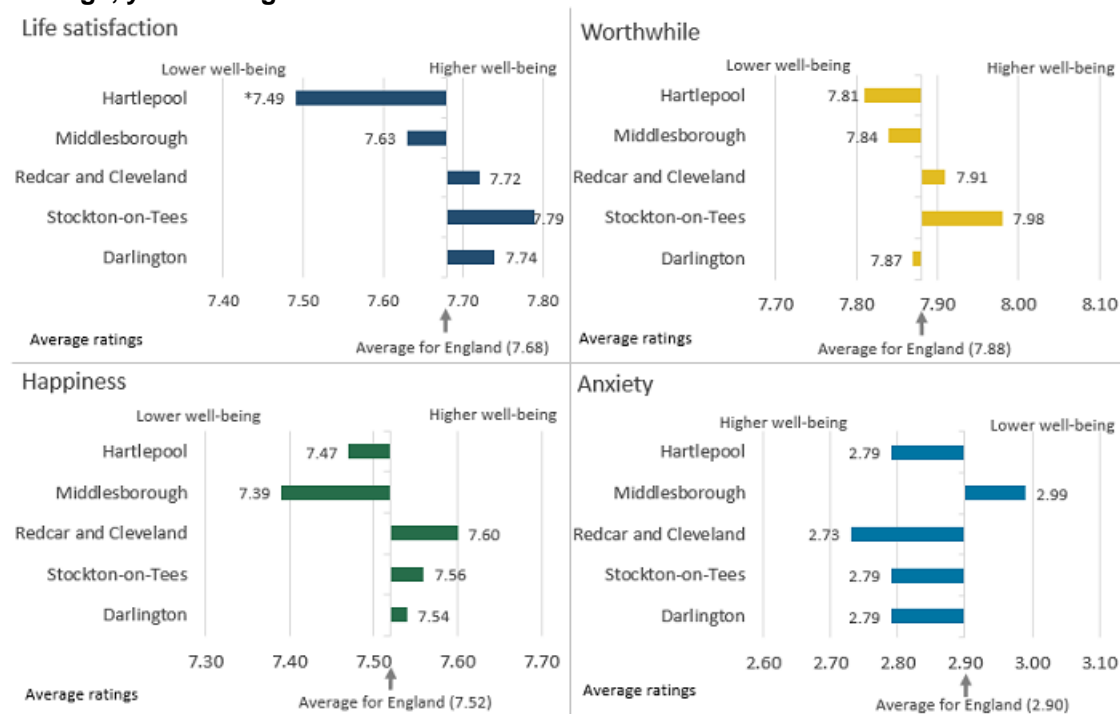 Life satisfaction
Lower well-being Higher well-being
Hartlepool *7.49
Middlesborough 7.63
Redcar and Cleveland 7.72
Stockton-on-Tees 7.79
Darlington 7.74
7.40 7.50 7.60 7.70 7.80
Average ratings
Average for England (7.68)
Worthwhile
Lower well-being Higher well-being
Hartlepool 7.81
Middlesborough 7.84
Redcar and Cleveland 7.91
Stockton-on-Tees 7.98
Darlington 7.87
7.70 7.80 7.90 8.00 8.10
Average ratings
Average for England (7.88)
Happiness
Lower well-being Higher well-being
Hartlepool 7.47
Middlesborough 7.39
Redcar and Cleveland 7.60
Stockton-on-Tees 7.56
Darlington 7.54
7.30 7.40 7.50 7.60 7.70
Average ratings
Average for England (7.52)
Anxiety
Higher well-being Lower well-being
Hartlepool 2.79
Middlesborough 2.99
Redcar and Cleveland 2.73
Stockton-on-Tees 2.79
Darlington 2.79
2.60 2.70 2.80 2.90 3.00 3.10
Average ratings
Average for England (2.90)